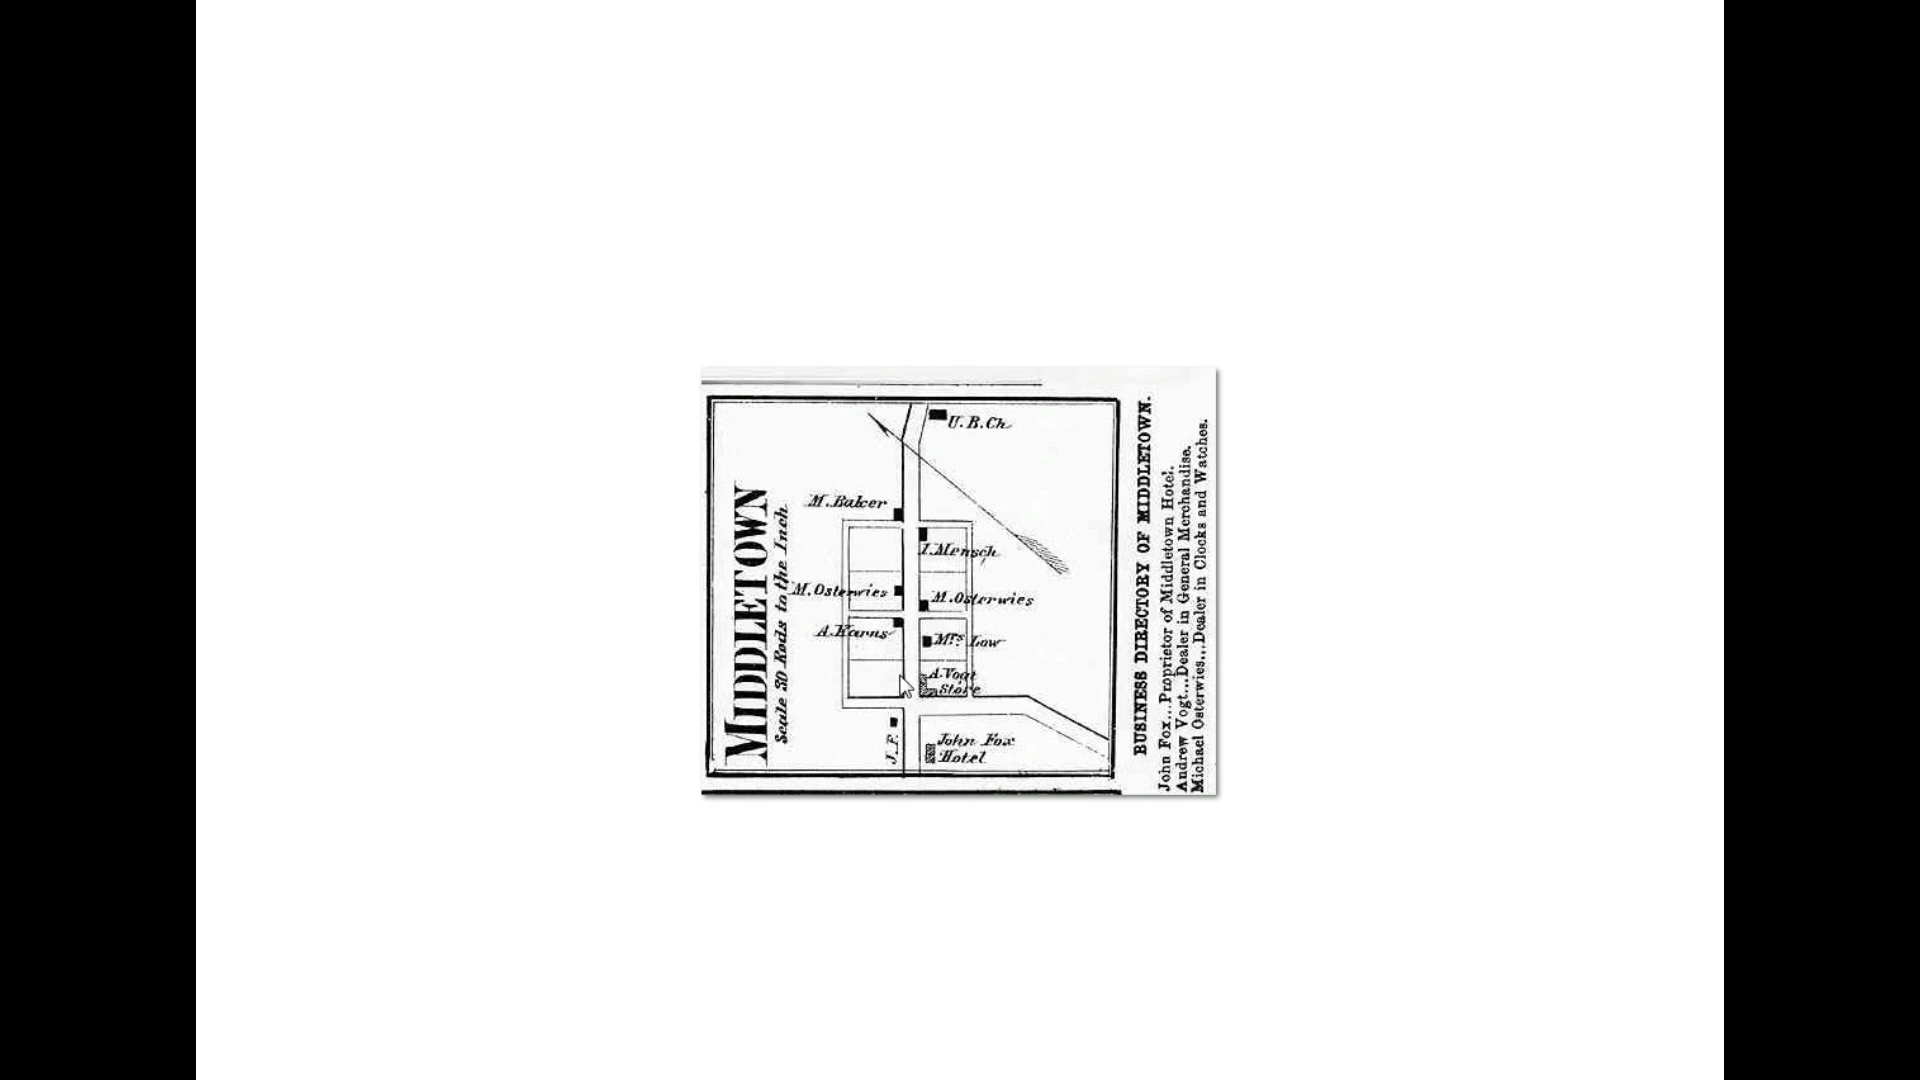 MIDDLETOWN
Scale 30 Rods to the Inch
U.B.Ch
M. Baker
I. Mensch
M. Osterwies
M. Osterwies
A. Karns
Mrs Low
A. Vogt
Store
J.F.
John Fox
Hotel
BUSINESS DIRECTORY OF MIDDLETOWN.
John Fox...Proprietor of Middletown Hotel.
Andrew Vogt...Dealer in General Merchandise.
Michael Osterwies...Dealer in Clocks and Watches.